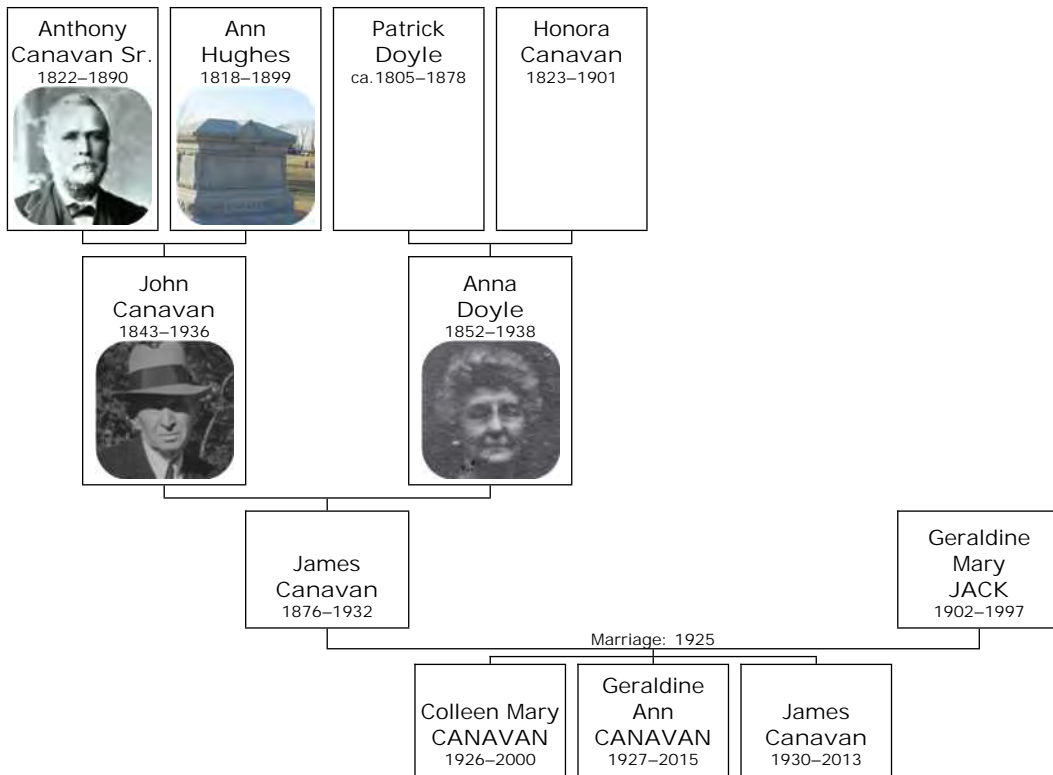 Anthony
Canavan Sr.
1822–1890
Ann
Hughes
1818–1899
Patrick
Doyle
ca.1805–1878
Honora
Canavan
1823–1901
John
Canavan
1843–1936
Anna
Doyle
1852–1938
James
Canavan
1876–1932
Geraldine
Mary
JACK
1902–1997
Marriage: 1925
Colleen Mary
CANAVAN
1926–2000
Geraldine
Ann
CANAVAN
1927–2015
James
Canavan
1930–2013